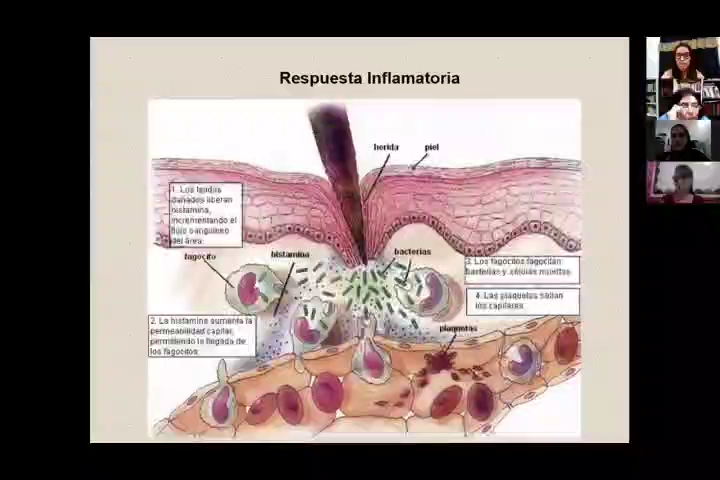 Respuesta Inflamatoria
herida
piel
1. Los tejidos
dañados liberan
histamina,
incrementando el
flujo sanguíneo
del área.
fagocito
histamina
bacterias
3. Los fagocitos fagocitan
bacterias y células muertas.
4. Las plaquetas sellan
los capilares.
2. La histamina aumenta la
permeabilidad capilar,
permitiendo la llegada de
los fagocitos.
plaquetas